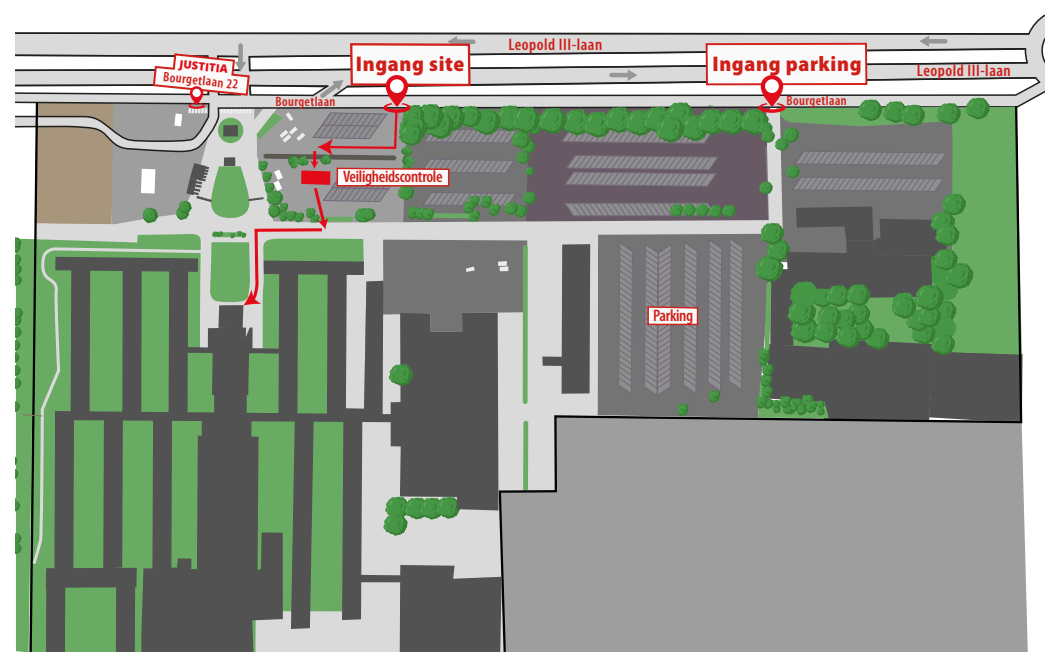 Leopold III-laan
JUSTITIA
Bourgetlaan 22
Ingang site
Ingang parking
Leopold III-laan
Bourgetlaan
Bourgetlaan
Veiligheidscontrole
Parking